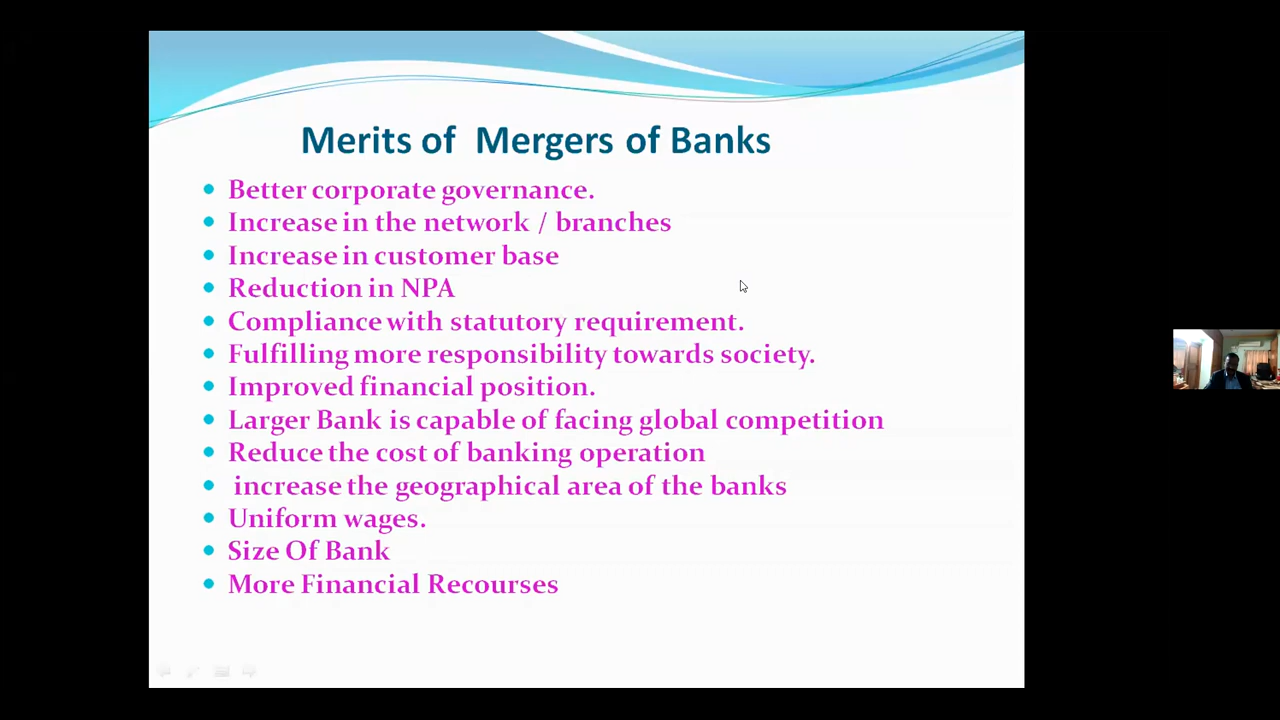 Merits of Mergers of Banks
• Better corporate governance.
• Increase in the network / branches
• Increase in customer base
• Reduction in NPA
• Compliance with statutory requirement.
• Fulfilling more responsibility towards society.
• Improved financial position.
• Larger Bank is capable of facing global competition
• Reduce the cost of banking operation
• increase the geographical area of the banks
• Uniform wages.
• Size Of Bank
• More Financial Recourses